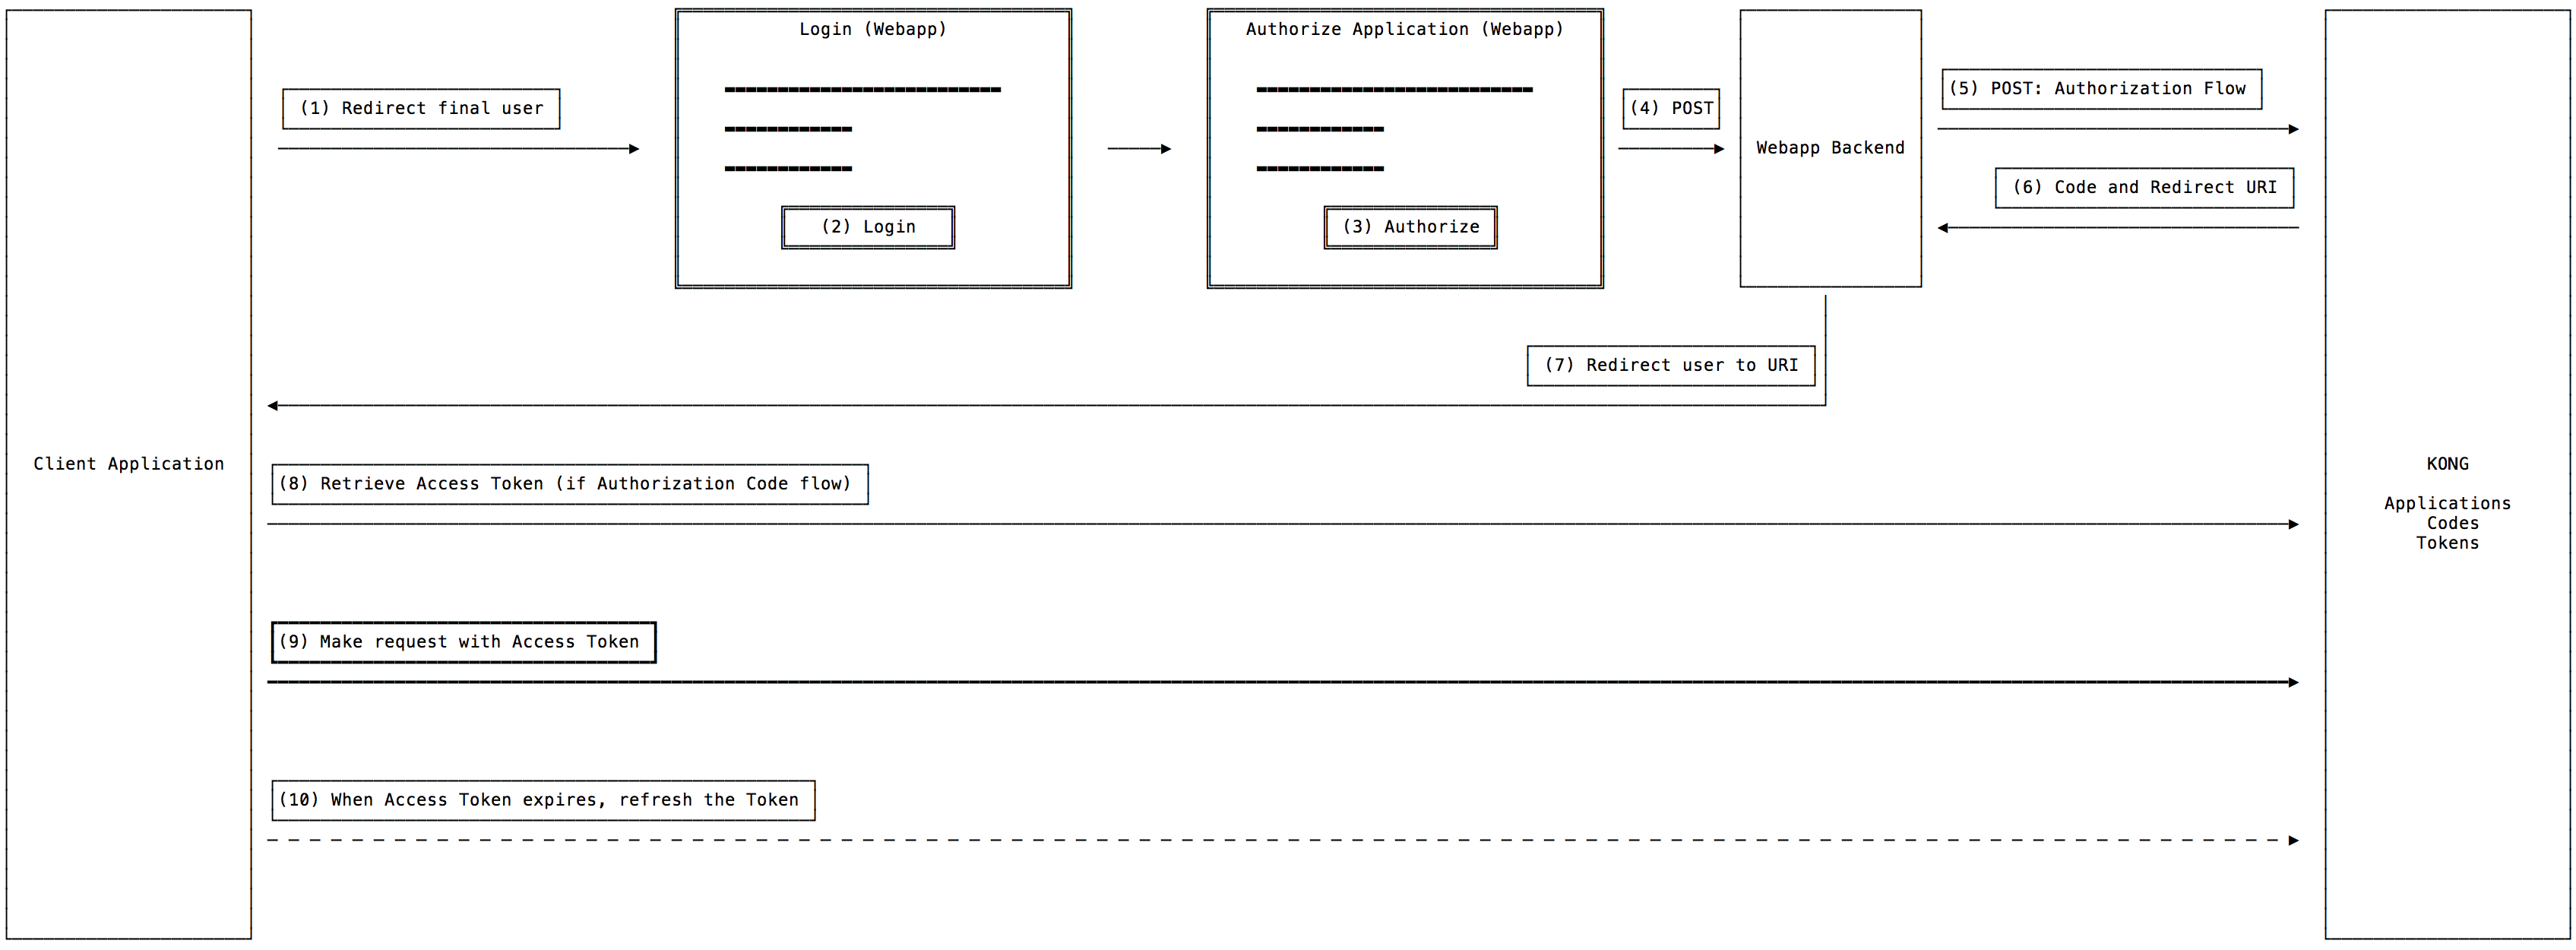 Login (Webapp)
Authorize Application (Webapp)
(1) Redirect final user
(2) Login
(3) Authorize
(4) POST
Webapp Backend
(5) POST: Authorization Flow
(6) Code and Redirect URI
(7) Redirect user to URI
Client Application
(8) Retrieve Access Token (if Authorization Code flow)
KONG
Applications
Codes
Tokens
(9) Make request with Access Token
(10) When Access Token expires, refresh the Token